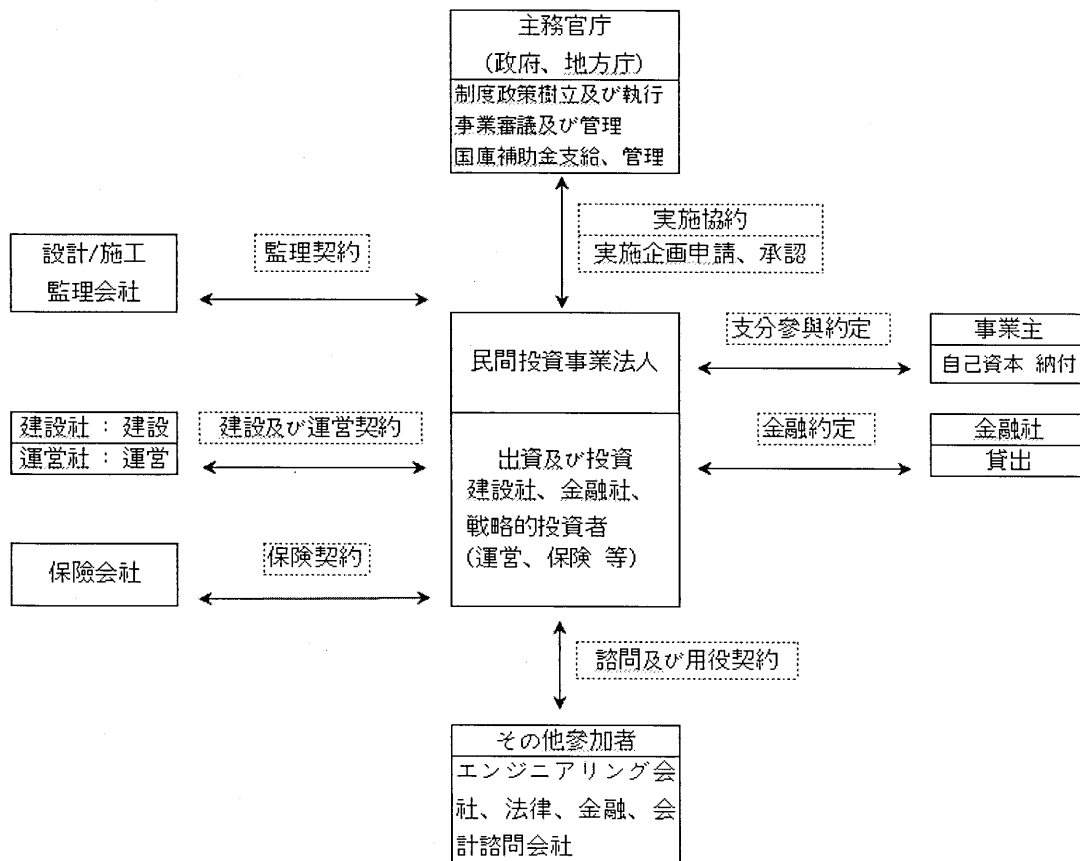 主務官庁
(政府、地方庁)
制度政策樹立及び執行
事業審議及び管理
国庫補助金支給、管理
実施協約
実施企画申請、承認
設計/施工
監理会社
監理契約
民間投資事業法人
支分參與約定
事業主
自己資本 納付
建設社 : 建設
運営社 : 運営
建設及び運営契約
出資及び投資
建設社、金融社、
戦略的投資者
(運営、保険 等)
金融約定
金融社
貸出
保險会社
保険契約
諮問及び用役契約
その他參加者
エンジニアリング会
社、法律、金融、会
計諮問会社